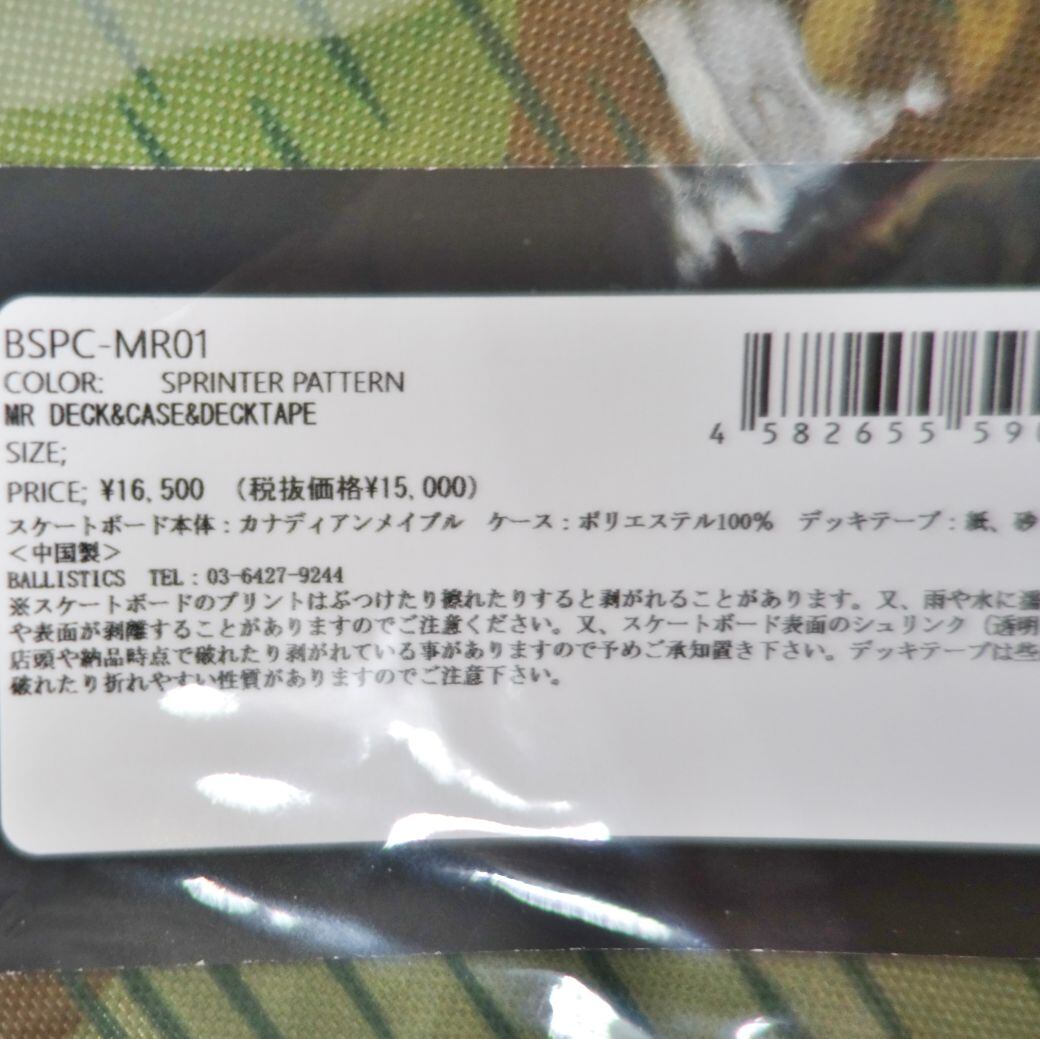 BSPC-MR01
COLOR: SPRINTER PATTERN
MR DECK&CASE&DECKTAPE
SIZE;
PRICE; ¥16,500 (税抜価格¥15,000)
スケートボード本体：カナディアンメイプル ケース：ポリエステル100% デッキテープ：紙、砂
＜中国製＞
BALLISTICS TEL：03-6427-9244
※スケートボードのプリントはぶつけたり擦れたりすると剥がれることがあります。又、雨や水に濡
や表面が剥離することがありますのでご注意ください。又、スケートボード表面のシュリンク（透明
店頭や納品時点で破れたり剥がれている事がありますので予めご承知置き下さい。デッキテープは些
破れたり折れやすい性質がありますのでご注意下さい。
4 582655 59